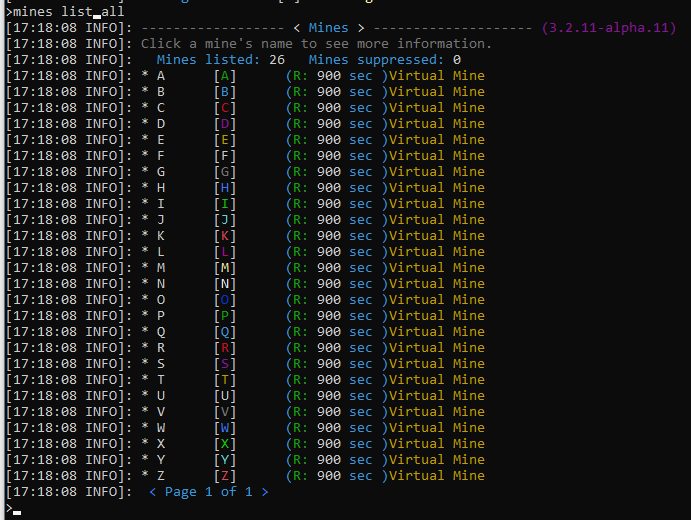 >mines list all
[17:18:08 INFO]: ------------------ < Mines > -------------------- (3.2.11-alpha.11)
[17:18:08 INFO]: Click a mine's name to see more information.
[17:18:08 INFO]:   Mines listed: 26   Mines suppressed: 0
[17:18:08 INFO]: * A      [A]      (R: 900 sec )Virtual Mine
[17:18:08 INFO]: * B      [B]      (R: 900 sec )Virtual Mine
[17:18:08 INFO]: * C      [C]      (R: 900 sec )Virtual Mine
[17:18:08 INFO]: * D      [D]      (R: 900 sec )Virtual Mine
[17:18:08 INFO]: * E      [E]      (R: 900 sec )Virtual Mine
[17:18:08 INFO]: * F      [F]      (R: 900 sec )Virtual Mine
[17:18:08 INFO]: * G      [G]      (R: 900 sec )Virtual Mine
[17:18:08 INFO]: * H      [H]      (R: 900 sec )Virtual Mine
[17:18:08 INFO]: * I      [I]      (R: 900 sec )Virtual Mine
[17:18:08 INFO]: * J      [J]      (R: 900 sec )Virtual Mine
[17:18:08 INFO]: * K      [K]      (R: 900 sec )Virtual Mine
[17:18:08 INFO]: * L      [L]      (R: 900 sec )Virtual Mine
[17:18:08 INFO]: * M      [M]      (R: 900 sec )Virtual Mine
[17:18:08 INFO]: * N      [N]      (R: 900 sec )Virtual Mine
[17:18:08 INFO]: * O      [O]      (R: 900 sec )Virtual Mine
[17:18:08 INFO]: * P      [P]      (R: 900 sec )Virtual Mine
[17:18:08 INFO]: * Q      [Q]      (R: 900 sec )Virtual Mine
[17:18:08 INFO]: * R      [R]      (R: 900 sec )Virtual Mine
[17:18:08 INFO]: * S      [S]      (R: 900 sec )Virtual Mine
[17:18:08 INFO]: * T      [T]      (R: 900 sec )Virtual Mine
[17:18:08 INFO]: * U      [U]      (R: 900 sec )Virtual Mine
[17:18:08 INFO]: * V      [V]      (R: 900 sec )Virtual Mine
[17:18:08 INFO]: * W      [W]      (R: 900 sec )Virtual Mine
[17:18:08 INFO]: * X      [X]      (R: 900 sec )Virtual Mine
[17:18:08 INFO]: * Y      [Y]      (R: 900 sec )Virtual Mine
[17:18:08 INFO]: * Z      [Z]      (R: 900 sec )Virtual Mine
[17:18:08 INFO]:  < Page 1 of 1 >
>